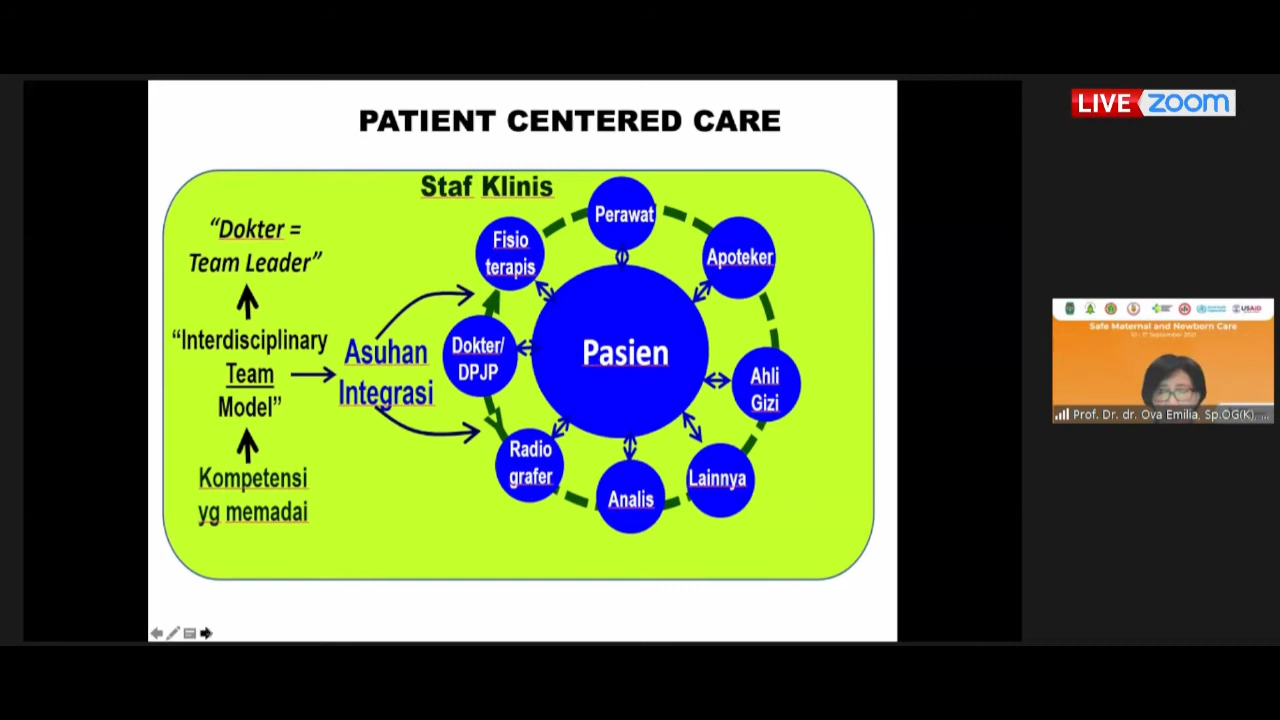 PATIENT CENTERED CARE
Staf Klinis
"Dokter =
Team Leader"
"Interdisciplinary
Team
Model"
Kompetensi
yg memadai
Asuhan
Integrasi
Perawat
Fisio
terapis
Apoteker
Dokter/
DPJP
Pasien
Ahli
Gizi
Radio
grafer
Analis
Lainnya
LIVE zoom
USAID
Safe Maternal and Newborn Care
Prof. Dr. dr. Ova Emilia, Sp.OG(K), ...